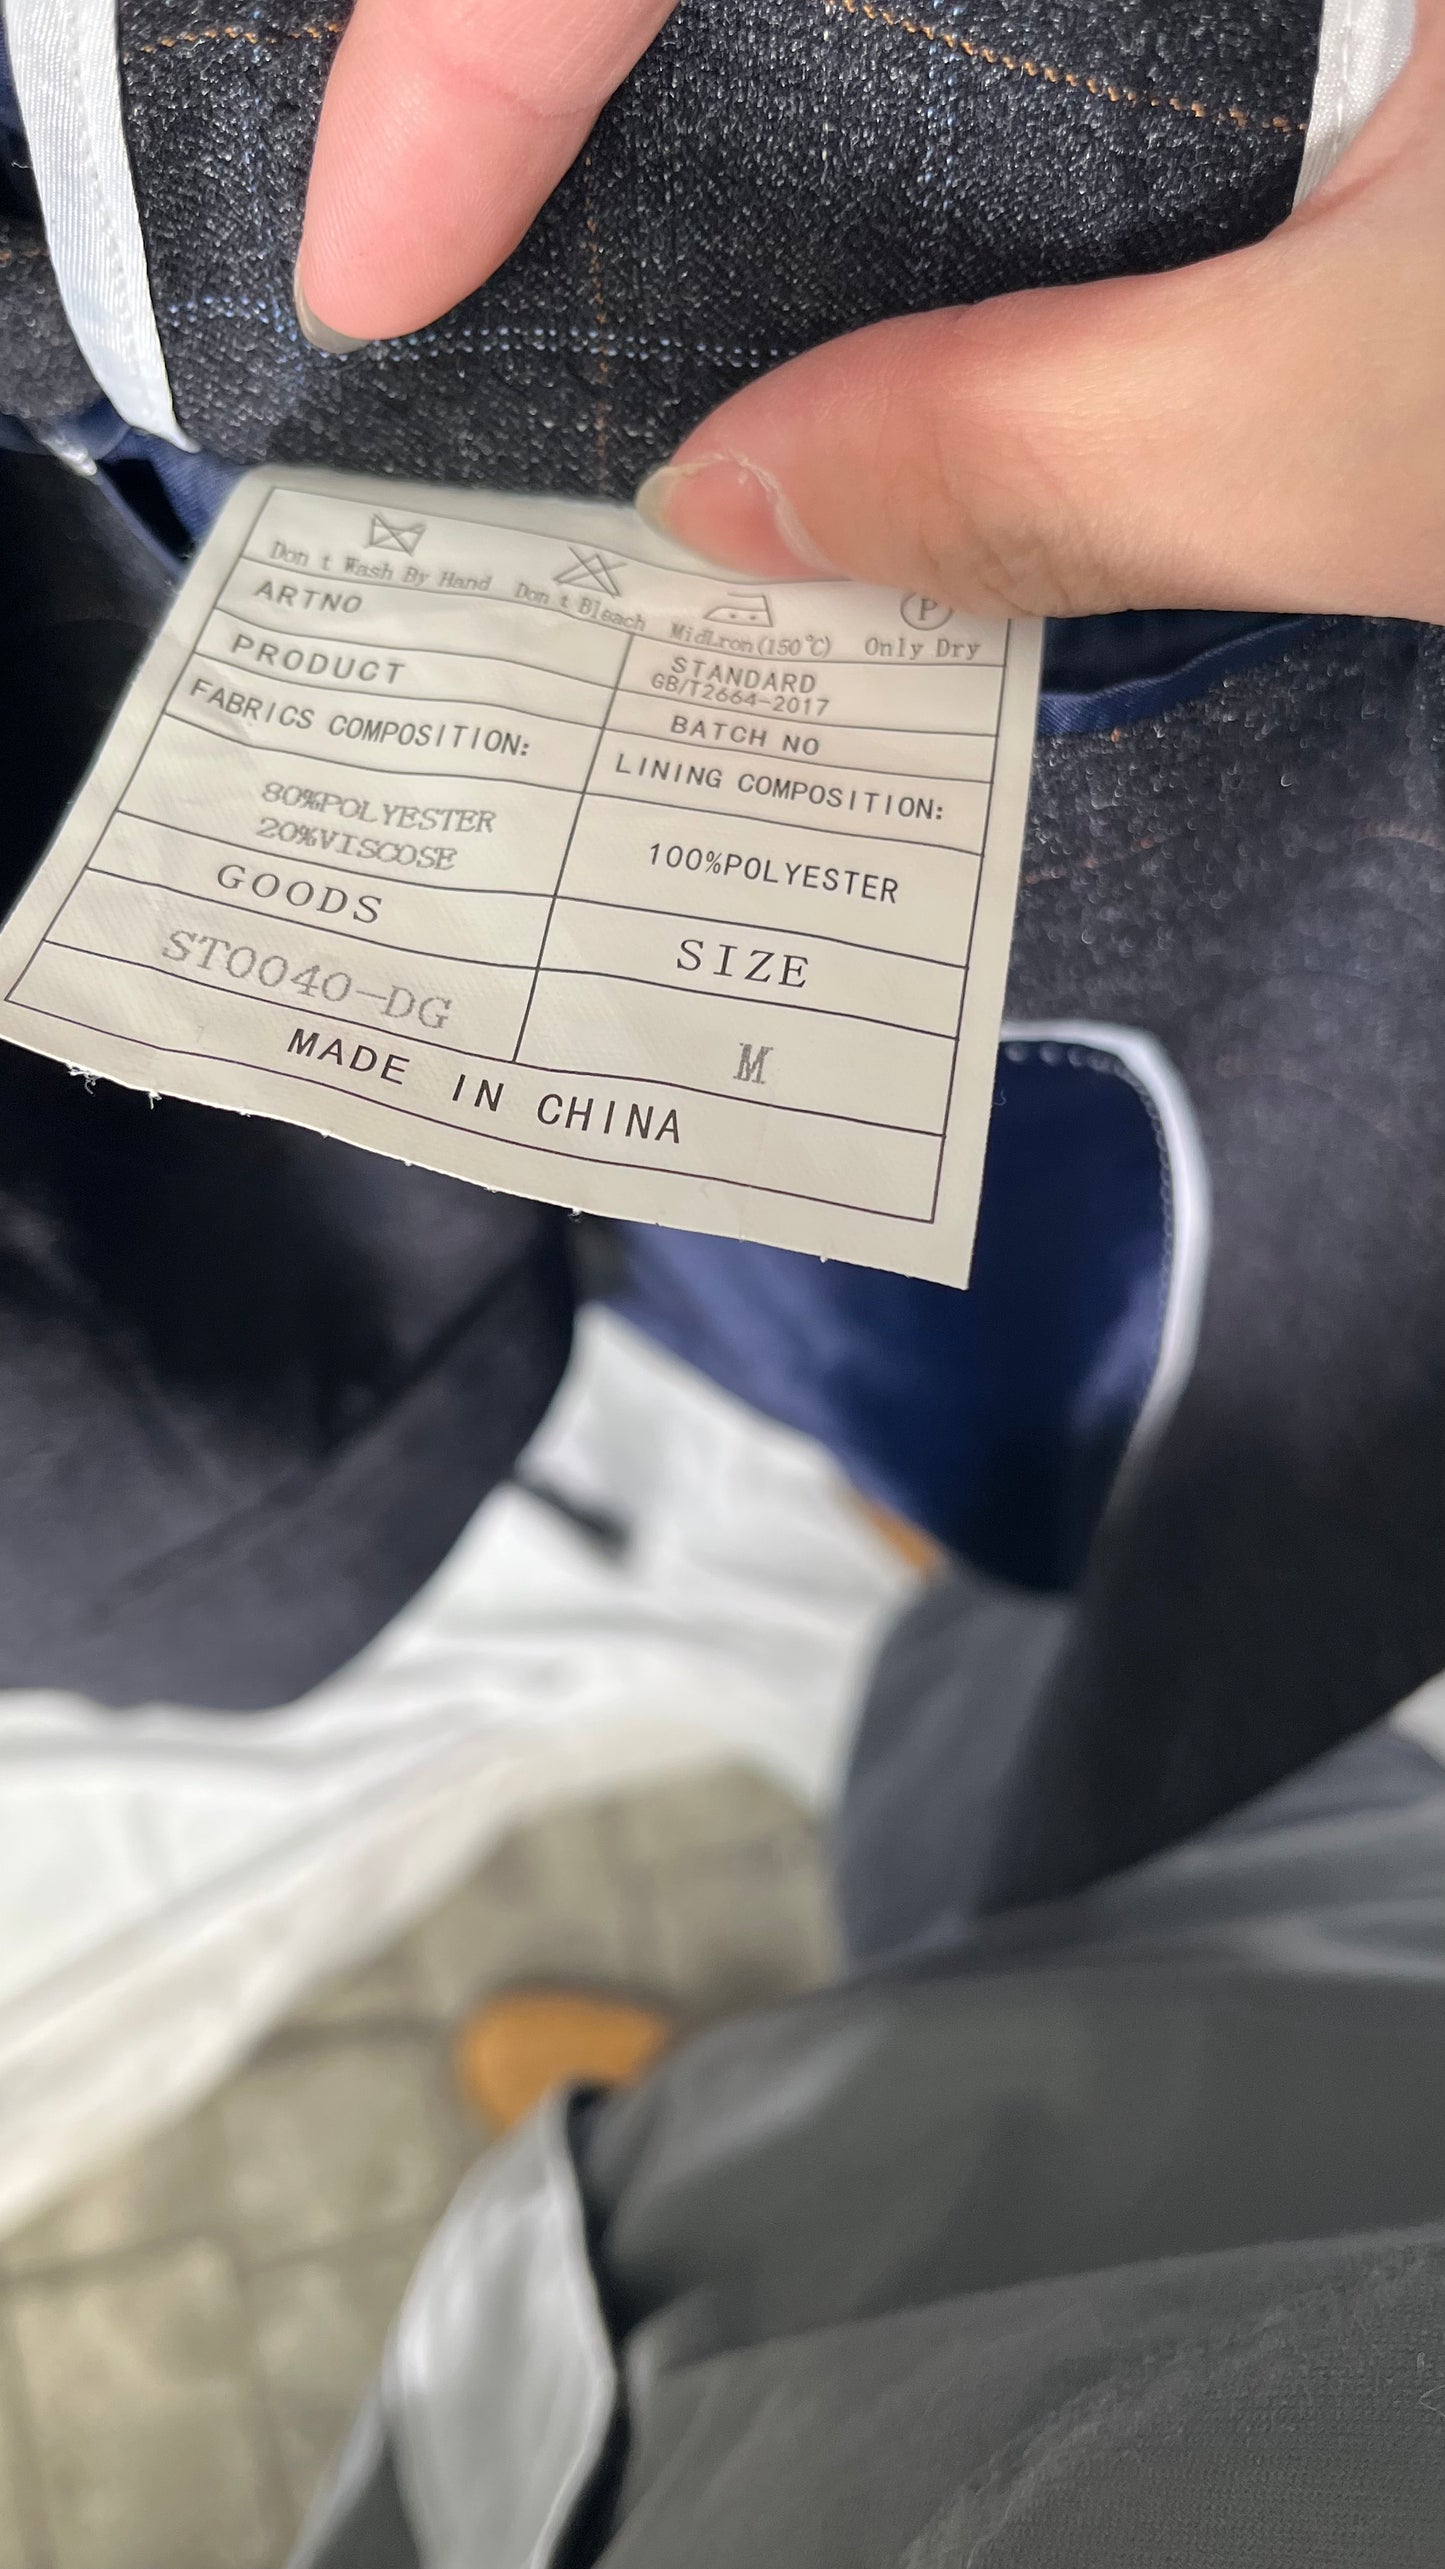 Don t Wash By Hand
Don t Bleach
MidLron(150℃)
P
Only Dry
ARTNO
STANDARD
GB/T2664-2017
PRODUCT
BATCH NO
FABRICS COMPOSITION:
LINING COMPOSITION:
80%POLYESTER
20%VISCOSE
100%POLYESTER
GOODS
SIZE
ST0040-DG
M
MADE IN CHINA